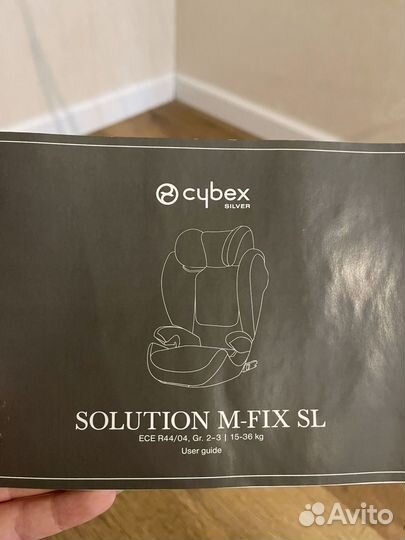 cybex
SILVER
SOLUTION M-FIX SL
ECE R44/04, Gr. 2–3 | 15-36 kg
User guide
Avito